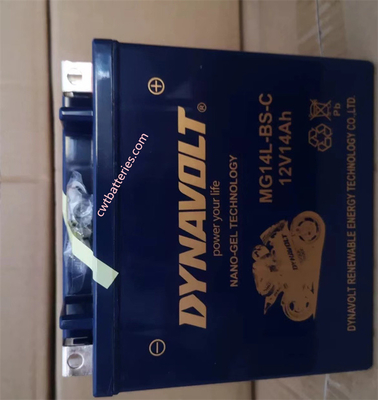 DYNAVOLT®
power your life
NANO-GEL TECHNOLOGY
MG14L-BS-C
12V14Ah
DYNAVOLT
Pb
DYNAVOLT RENEWABLE ENERGY TECHNOLOGY CO.,LTD
cwtbatteries.com